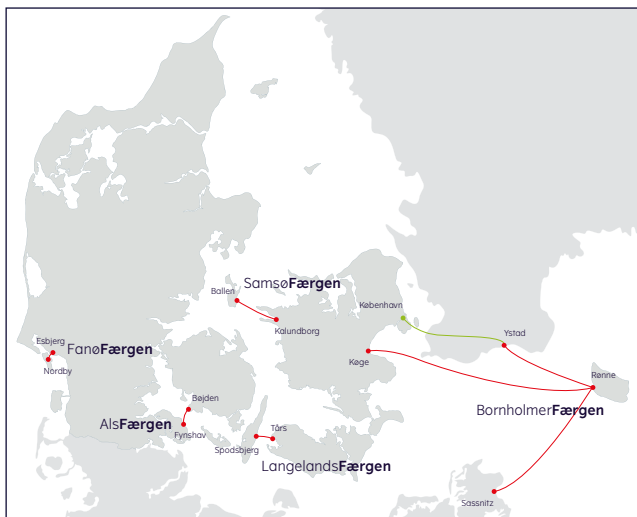 SamsøFærgen
Ballen
København
Kalundborg
Ystad
Esbjerg
FanøFærgen
Køge
Nordby
Rønne
Bøjden
BornholmerFærgen
AlsFærgen
Tårs
Fynshav
Spodsbjerg
LangelandsFærgen
Sassnitz